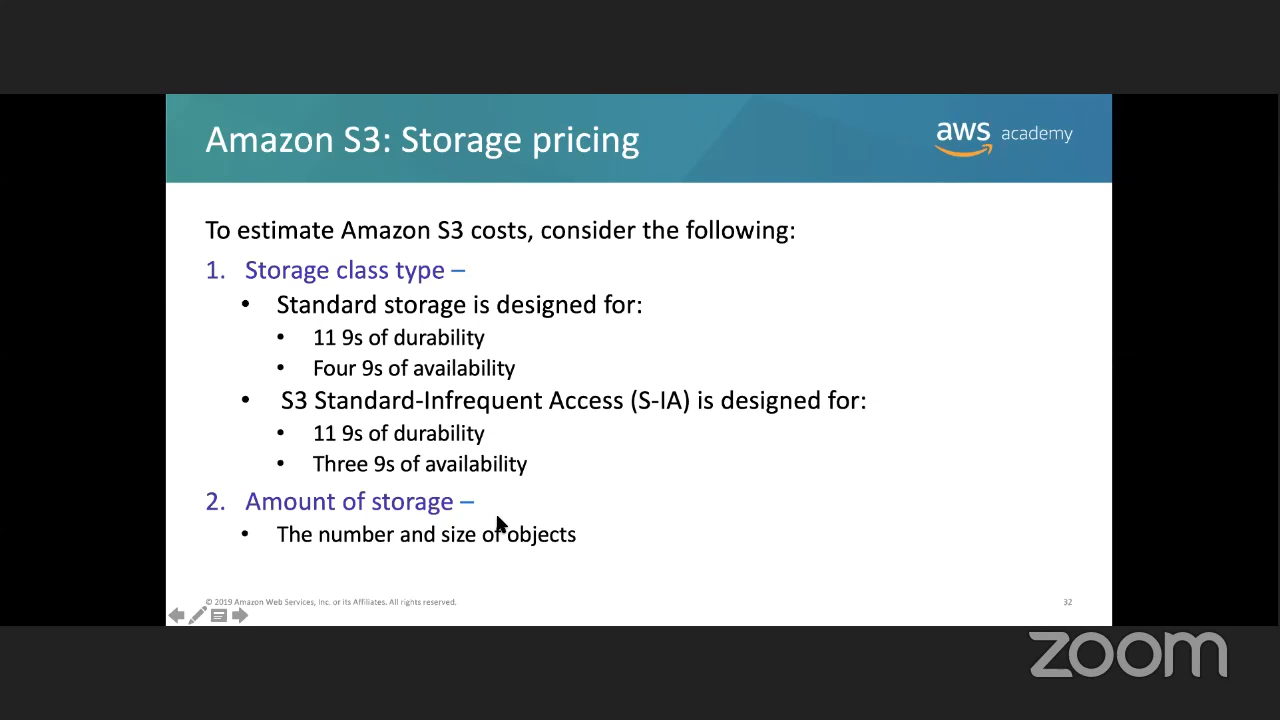 Amazon S3: Storage pricing
aws academy
To estimate Amazon S3 costs, consider the following:
1. Storage class type –
• Standard storage is designed for:
• 11 9s of durability
• Four 9s of availability
• S3 Standard-Infrequent Access (S-IA) is designed for:
• 11 9s of durability
• Three 9s of availability
2. Amount of storage –
• The number and size of objects
© 2019 Amazon Web Services, Inc. or its Affiliates. All rights reserved.
32
zoom